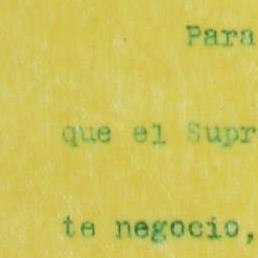 Para
que el Supr
te negocio,